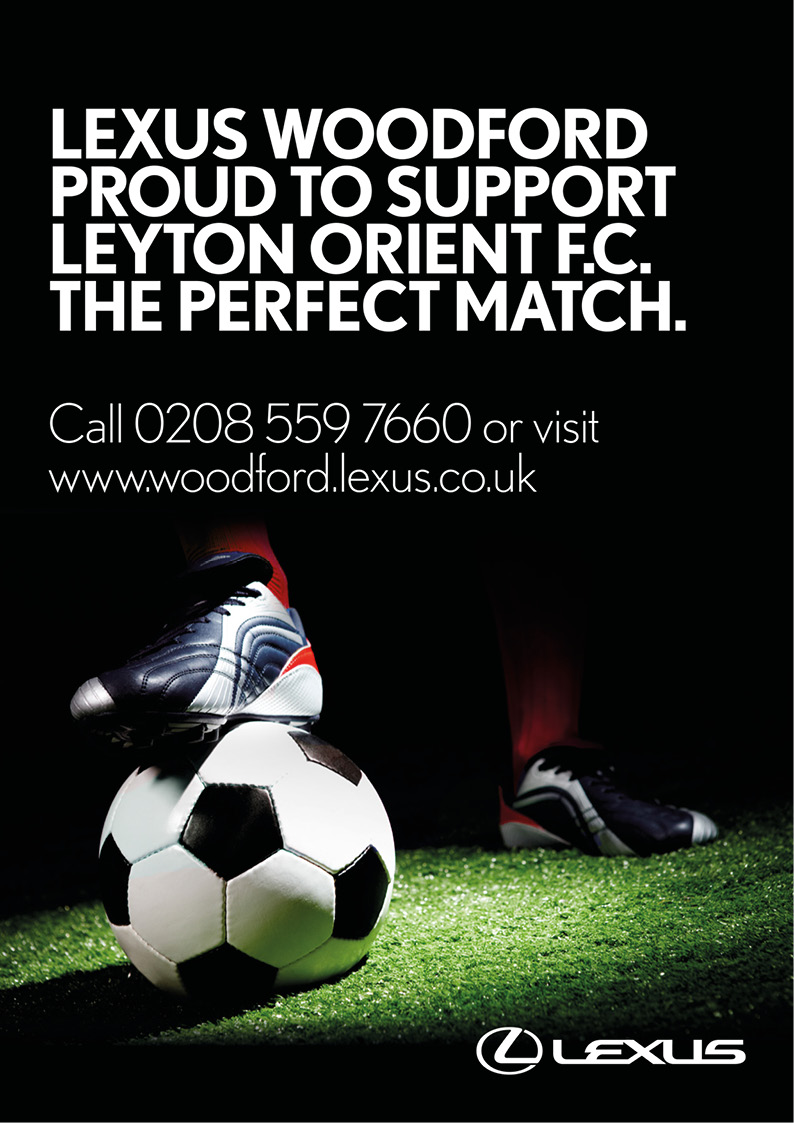 LEXUS WOODFORD
PROUD TO SUPPORT
LEYTON ORIENT F.C.
THE PERFECT MATCH.
Call 0208 559 7660 or visit
www.woodford.lexus.co.uk
LEXUS